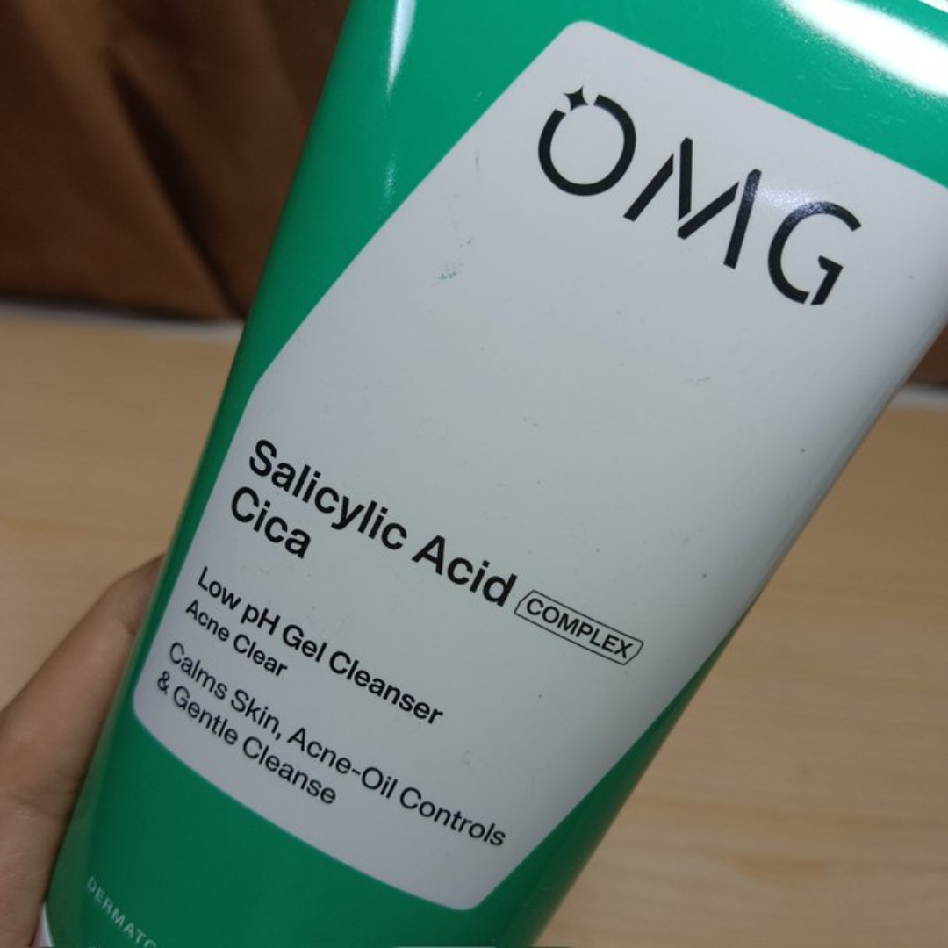 OMG
Salicylic Acid COMPLEX
Cica
Low pH Gel Cleanser
Acne Clear
Calms Skin, Acne-Oil Controls
& Gentle Cleanse